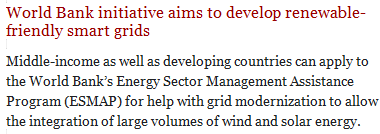 World Bank initiative aims to develop renewable-
friendly smart grids
Middle-income as well as developing countries can apply to
the World Bank's Energy Sector Management Assistance
Program (ESMAP) for help with grid modernization to allow
the integration of large volumes of wind and solar energy.